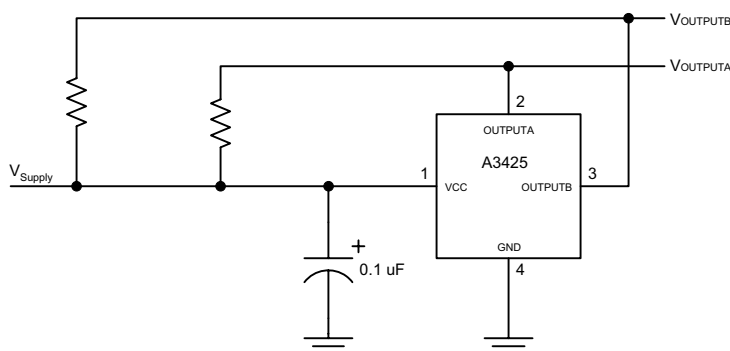 VOUTPUTB
VOUTPUTA
2
OUTPUTA
A3425
VSupply
1
3
VCC
OUTPUTB
GND
+
0.1 uF
4